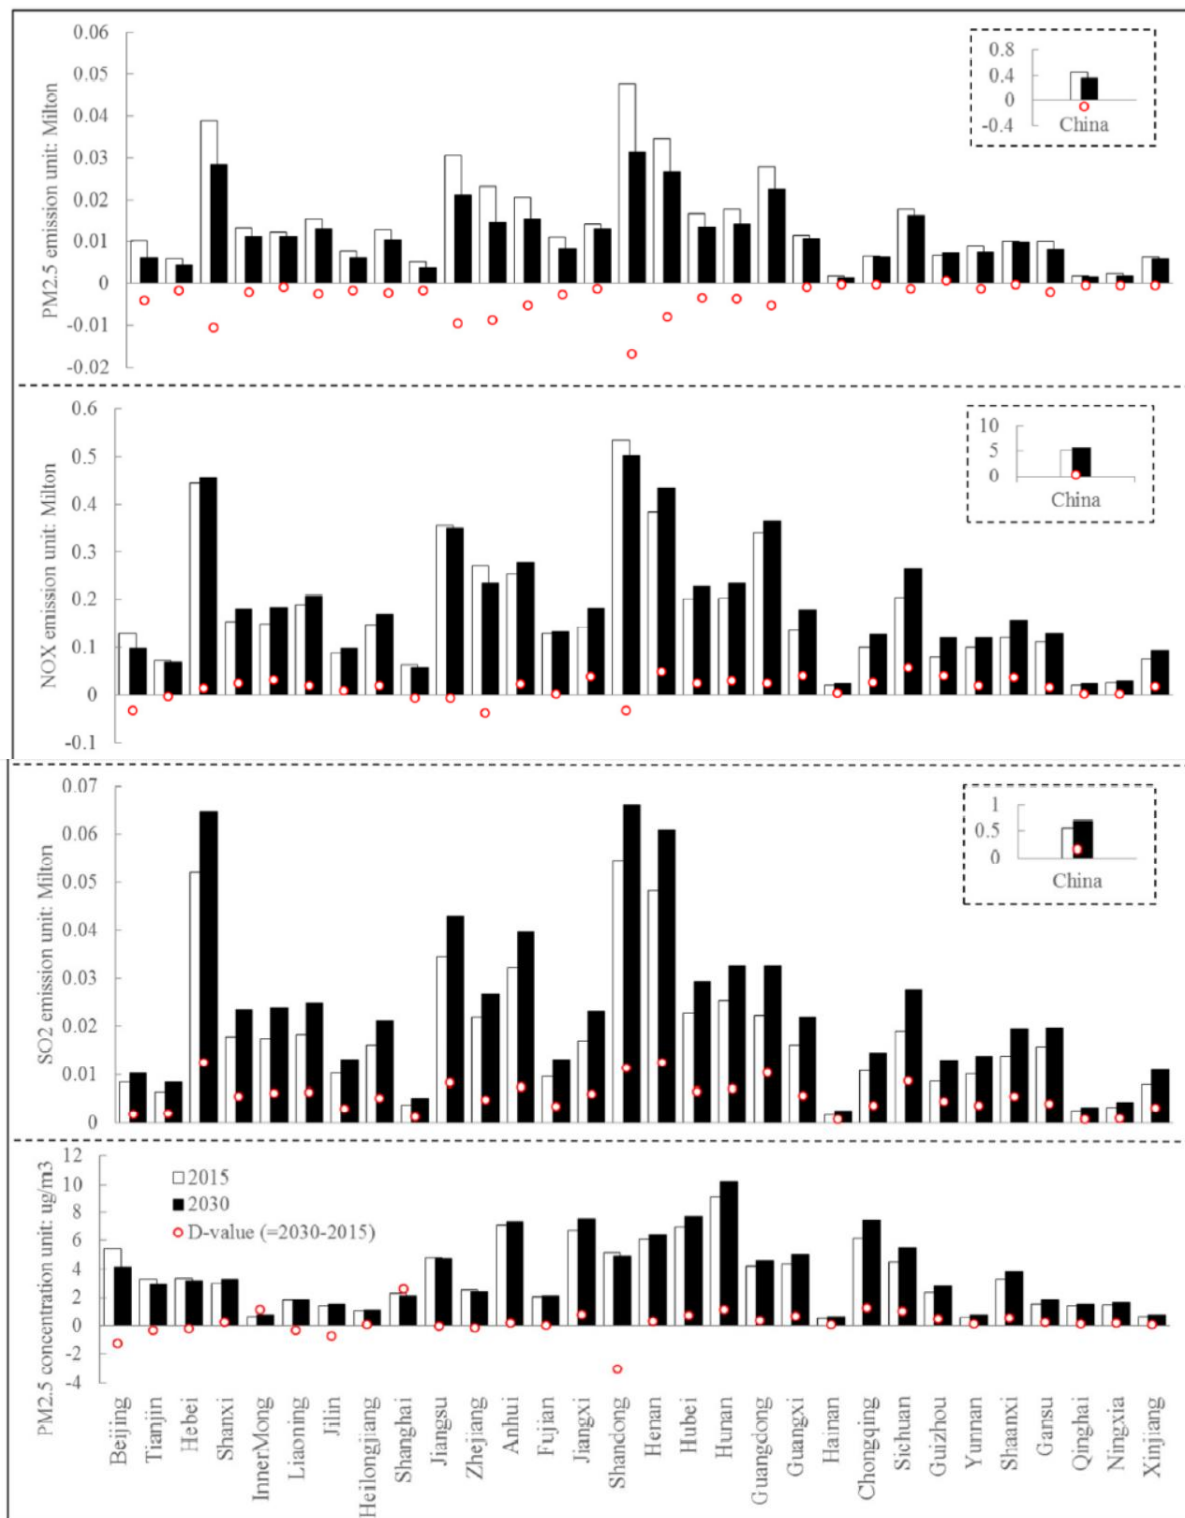 PM2.5 emission unit: Milton
0.06
0.05
0.04
0.03
0.02
0.01
0
-0.01
-0.02
0.8
0.4
0
-0.4
China
NOX emission unit: Milton
0.6
0.5
0.4
0.3
0.2
0.1
0
-0.1
10
5
0
China
SO2 emission unit: Milton
0.07
0.06
0.05
0.04
0.03
0.02
0.01
0
1
0.5
0
China
PM2.5 concentration unit: ug/m3
12
10
8
6
4
2
0
-2
-4
2015
2030
D-value (=2030-2015)
Beijing
Tianjin
Hebei
Shanxi
InnerMong
Liaoning
Jilin
Heilongjiang
Shanghai
Jiangsu
Zhejiang
Anhui
Fujian
Jiangxi
Shandong
Henan
Hubei
Hunan
Guangdong
Guangxi
Hainan
Chongqing
Sichuan
Guizhou
Yunnan
Shaanxi
Gansu
Qinghai
Ningxia
Xinjiang